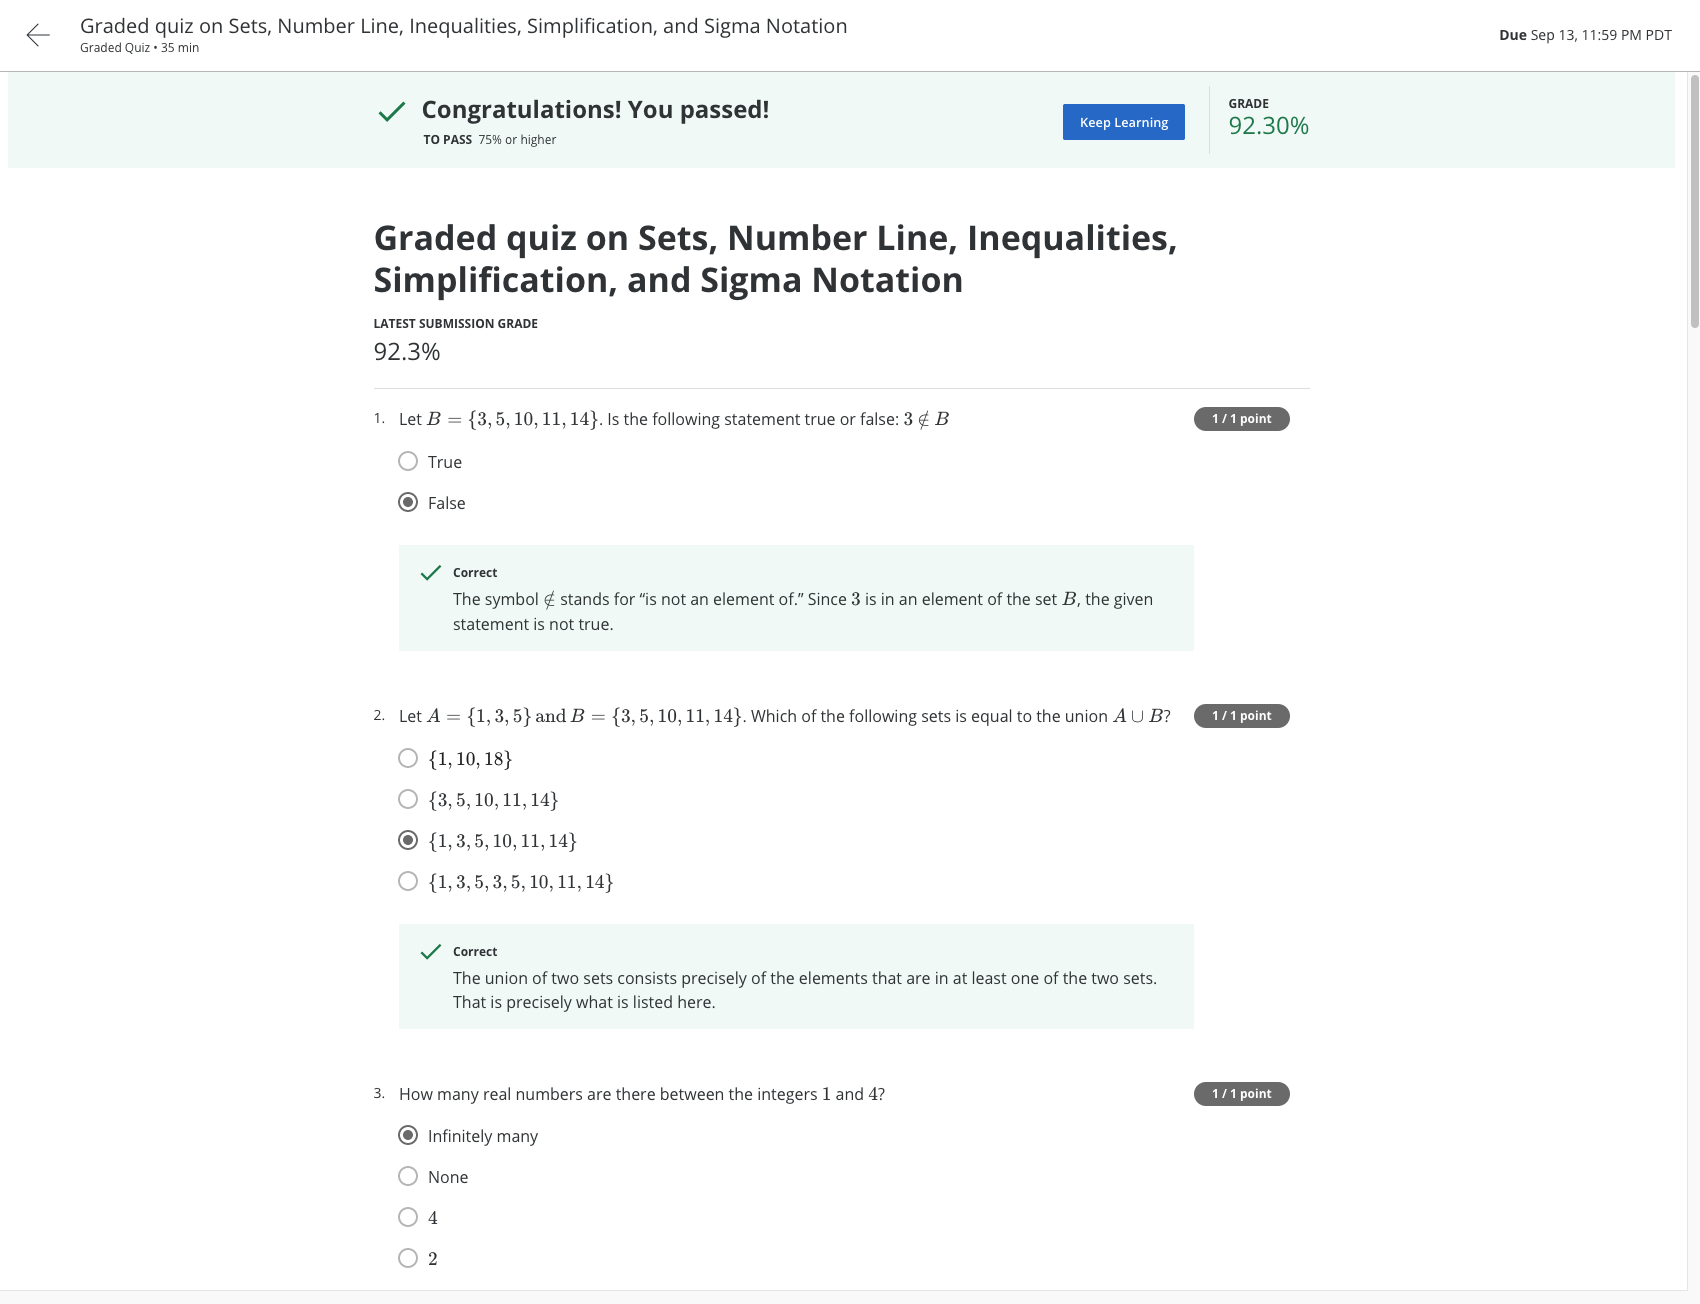 Graded quiz on Sets, Number Line, Inequalities, Simplification, and Sigma Notation
Graded Quiz • 35 min
Due Sep 13, 11:59 PM PDT
Congratulations! You passed!
TO PASS 75% or higher
Keep Learning
GRADE
92.30%
Graded quiz on Sets, Number Line, Inequalities,
Simplification, and Sigma Notation
LATEST SUBMISSION GRADE
92.3%
1. Let B = {3, 5, 10, 11, 14}. Is the following statement true or false: 3 ∉ B
1 / 1 point
True
False
Correct
The symbol ∉ stands for “is not an element of.” Since 3 is in an element of the set B, the given
statement is not true.
2. Let A = {1, 3, 5} and B = {3, 5, 10, 11, 14}. Which of the following sets is equal to the union A ∪ B?
1 / 1 point
{1, 10, 18}
{3, 5, 10, 11, 14}
{1, 3, 5, 10, 11, 14}
{1, 3, 5, 3, 5, 10, 11, 14}
Correct
The union of two sets consists precisely of the elements that are in at least one of the two sets.
That is precisely what is listed here.
3. How many real numbers are there between the integers 1 and 4?
1 / 1 point
Infinitely many
None
4
2